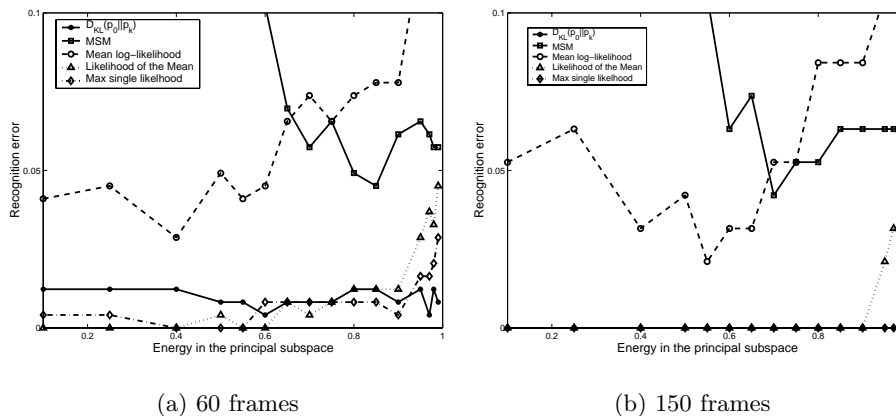 0.1
0.05
0
Recognition error
0.2
0.4
0.6
0.8
1
Energy in the principal subspace
D_KL(p_0||p_k)
MSM
Mean log-likelihood
Likelihood of the Mean
Max single likelhood
(a) 60 frames
0.1
0.05
0
Recognition error
0.2
0.4
0.6
0.8
Energy in the principal subspace
D_KL(p_0||p_k)
MSM
Mean log-likelihood
Likelihood of the Mean
Max single likelihood
(b) 150 frames